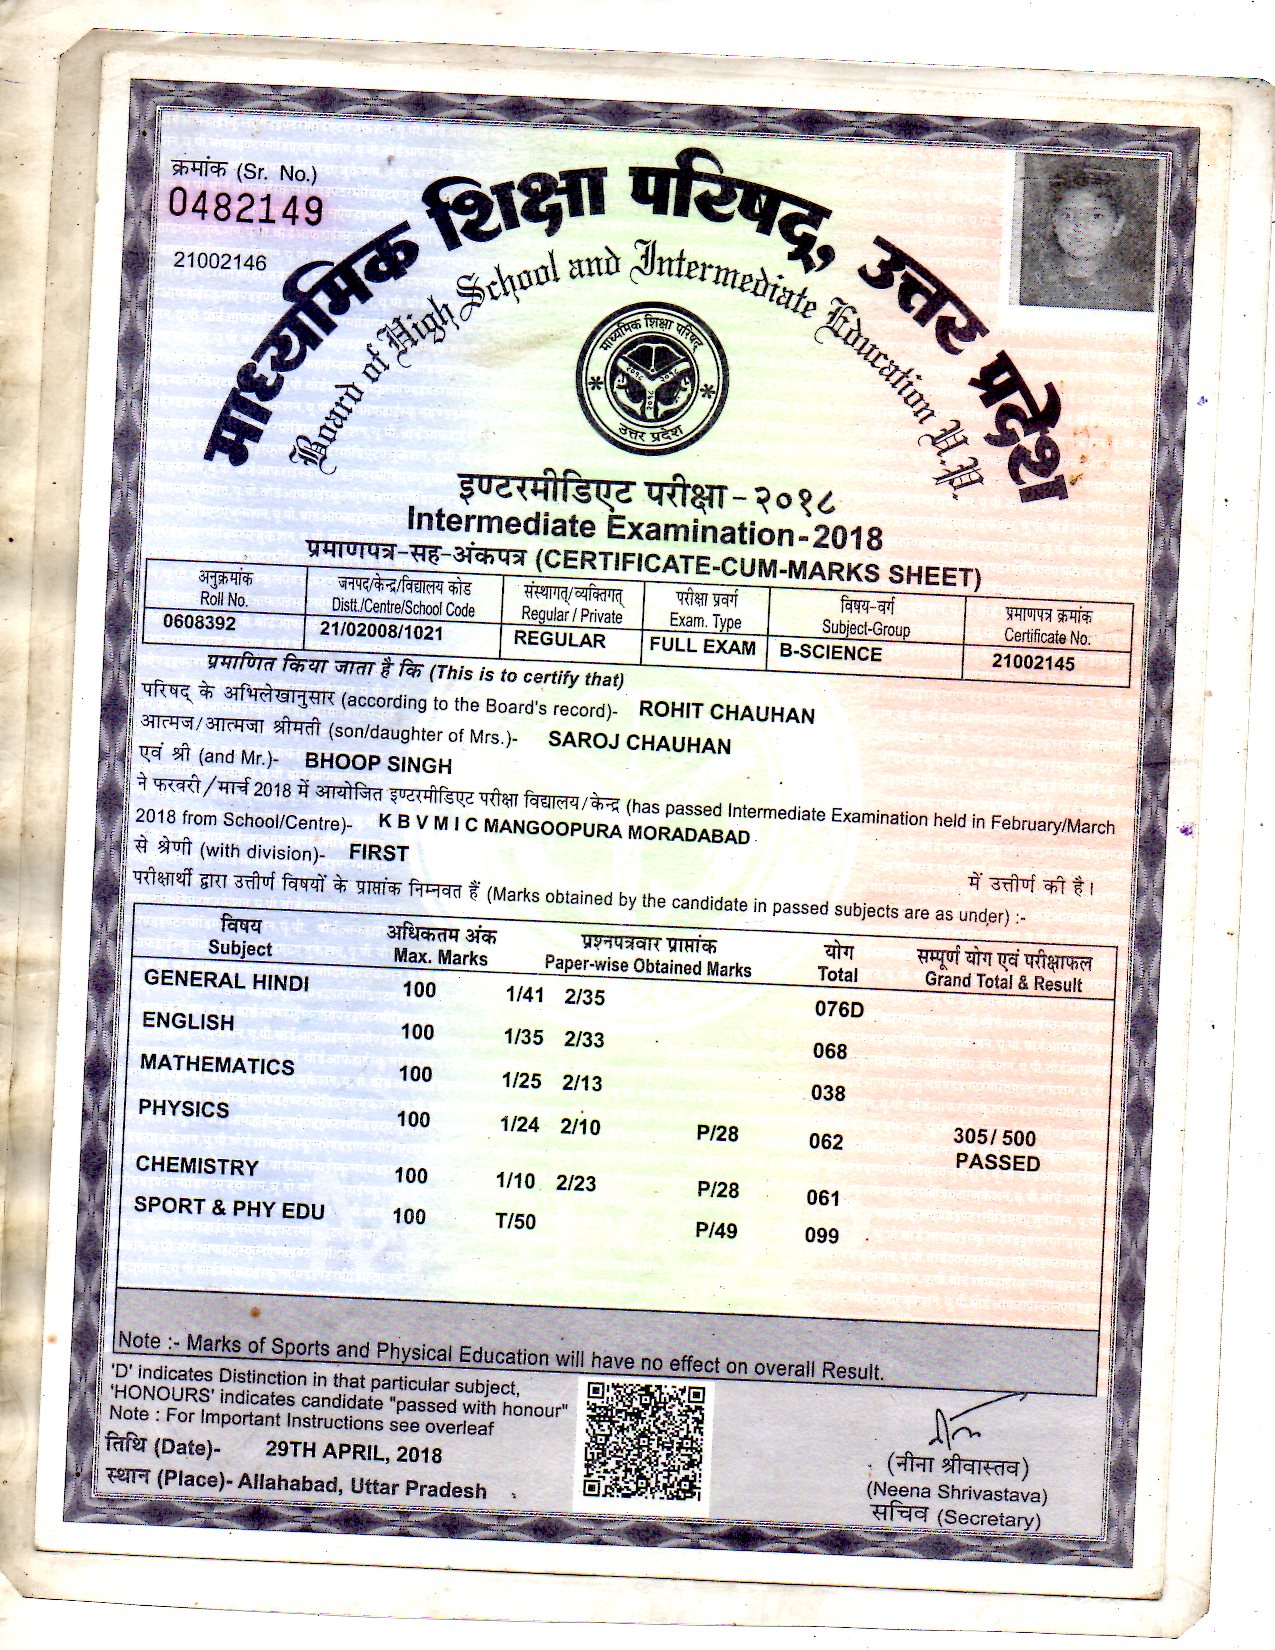 क्रमांक (Sr. No.)
0482149
21002146
माध्यमिक शिक्षा परिषद्, उत्तर प्रदेश
Board of High School and Intermediate Education U.P.
माध्यमिक शिक्षा परिषद्
उत्तर प्रदेश
इण्टरमीडिएट परीक्षा - २०१८
Intermediate Examination - 2018
प्रमाणपत्र-सह-अंकपत्र (CERTIFICATE-CUM-MARKS SHEET)
अनुक्रमांक जनपद/केन्द्र/विद्यालय कोड संस्थागत्/व्यक्तिगत् परीक्षा प्रवर्ग विषय-वर्ग प्रमाणपत्र क्रमांक
Roll No. Distt./Centre/School Code Regular / Private Exam. Type Subject-Group Certificate No.
0608392 21/02008/1021 REGULAR FULL EXAM B-SCIENCE 21002145
प्रमाणित किया जाता है कि (This is to certify that)
परिषद् के अभिलेखानुसार (according to the Board's record)- ROHIT CHAUHAN
आत्मज/आत्मजा श्रीमती (son/daughter of Mrs.)- SAROJ CHAUHAN
एवं श्री (and Mr.)- BHOOP SINGH
ने फरवरी/मार्च 2018 में आयोजित इण्टरमीडिएट परीक्षा विद्यालय/केन्द्र (has passed Intermediate Examination held in February/March
2018 from School/Centre)- K B V M I C MANGOOPURA MORADABAD
से श्रेणी (with division)- FIRST में उत्तीर्ण की है।
परीक्षार्थी द्वारा उत्तीर्ण विषयों के प्राप्तांक निम्नवत हैं (Marks obtained by the candidate in passed subjects are as under) :-
विषय अधिकतम अंक प्रश्नपत्रवार प्राप्तांक योग सम्पूर्ण योग एवं परीक्षाफल
Subject Max. Marks Paper-wise Obtained Marks Total Grand Total & Result
GENERAL HINDI 100 1/41 2/35 076D
ENGLISH 100 1/35 2/33 068
MATHEMATICS 100 1/25 2/13 038
PHYSICS 100 1/24 2/10 P/28 062 305/ 500
PASSED
CHEMISTRY 100 1/10 2/23 P/28 061
SPORT & PHY EDU 100 T/50 P/49 099
Note :- Marks of Sports and Physical Education will have no effect on overall Result.
'D' indicates Distinction in that particular subject,
'HONOURS' indicates candidate "passed with honour"
Note : For Important Instructions see overleaf
तिथि (Date)- 29TH APRIL, 2018
स्थान (Place)- Allahabad, Uttar Pradesh
(नीना श्रीवास्तव)
(Neena Shrivastava)
सचिव (Secretary)